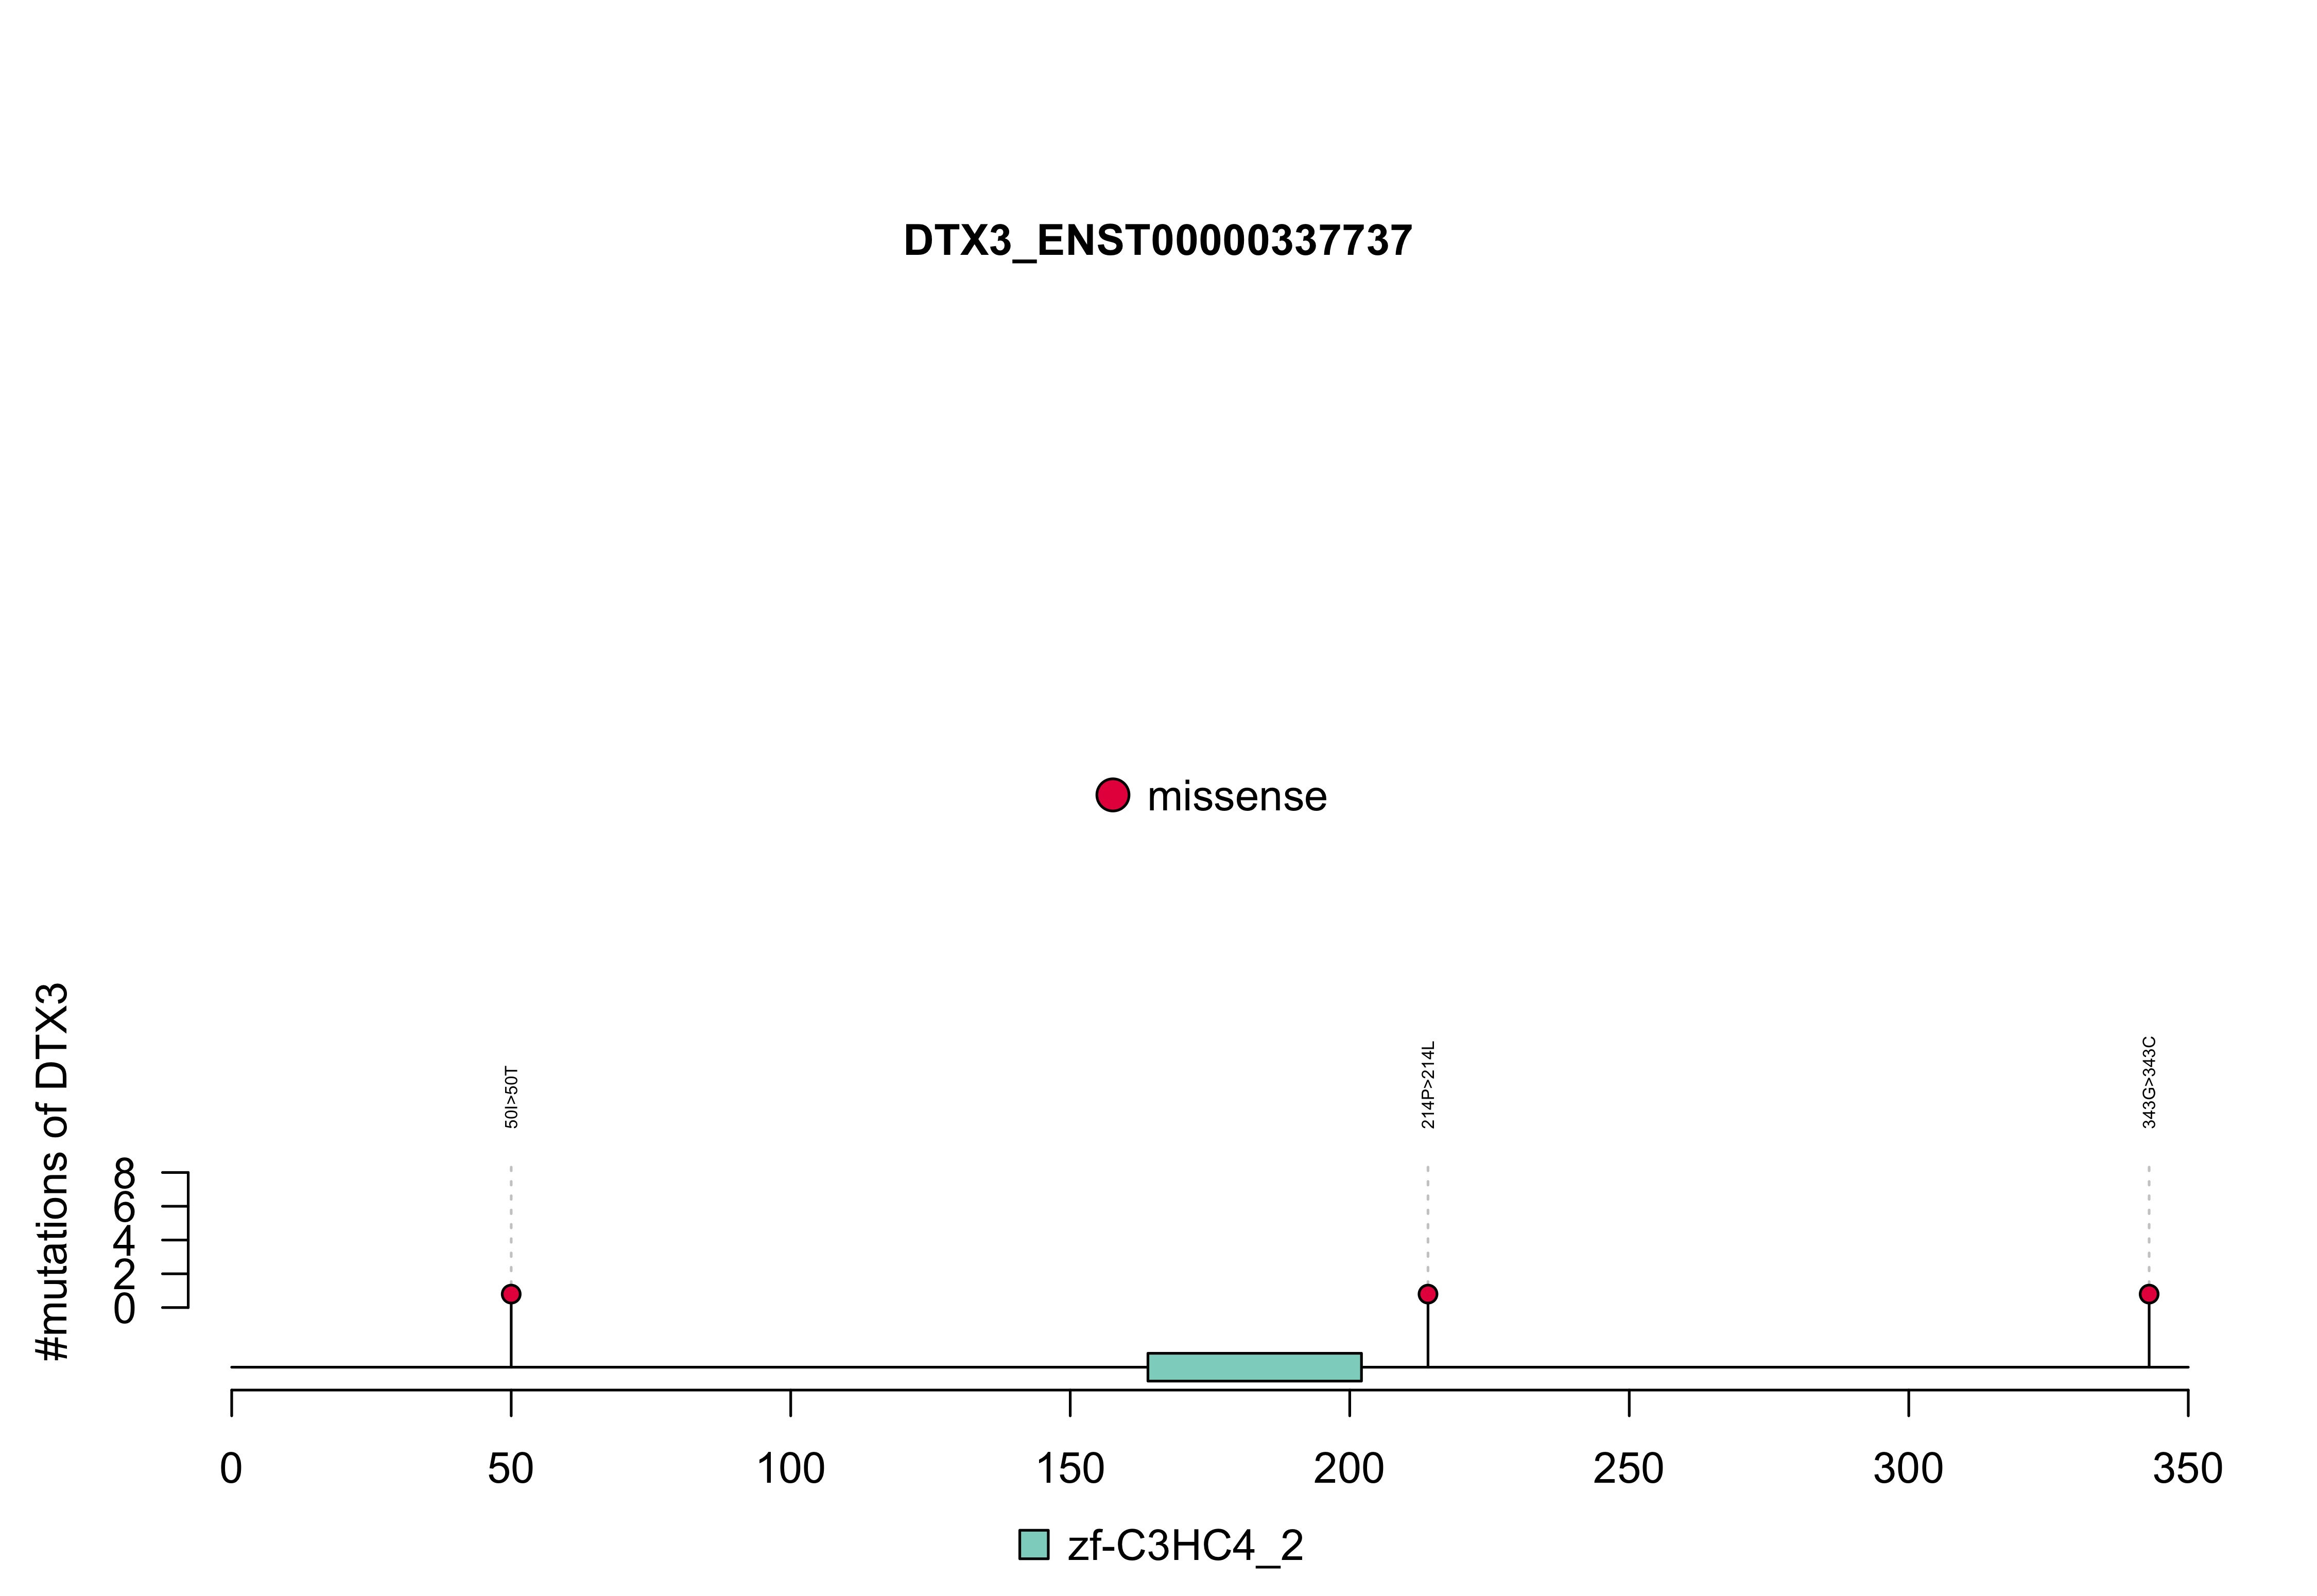 DTX3_ENST00000337737
missense
#mutations of DTX3
50I>50T
214P>214L
343G>343C
8
6
4
2
0
0 50 100 150 200 250 300 350
zf-C3HC4_2